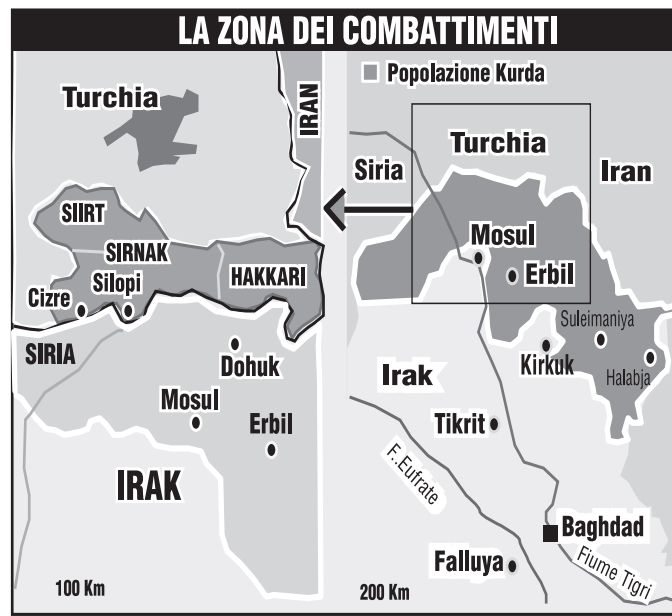 LA ZONA DEI COMBATTIMENTI
Turchia
IRAN
SIIRT
SIRNAK
Silopi
HAKKARI
Cizre
SIRIA
Dohuk
Mosul
Erbil
IRAK
100 Km
Popolazione Kurda
Turchia
Siria
Iran
Mosul
Erbil
Suleimaniya
Kirkuk
Halabja
Irak
Tikrit
F..Eufrate
Baghdad
Falluya
Fiume Tigri
200 Km